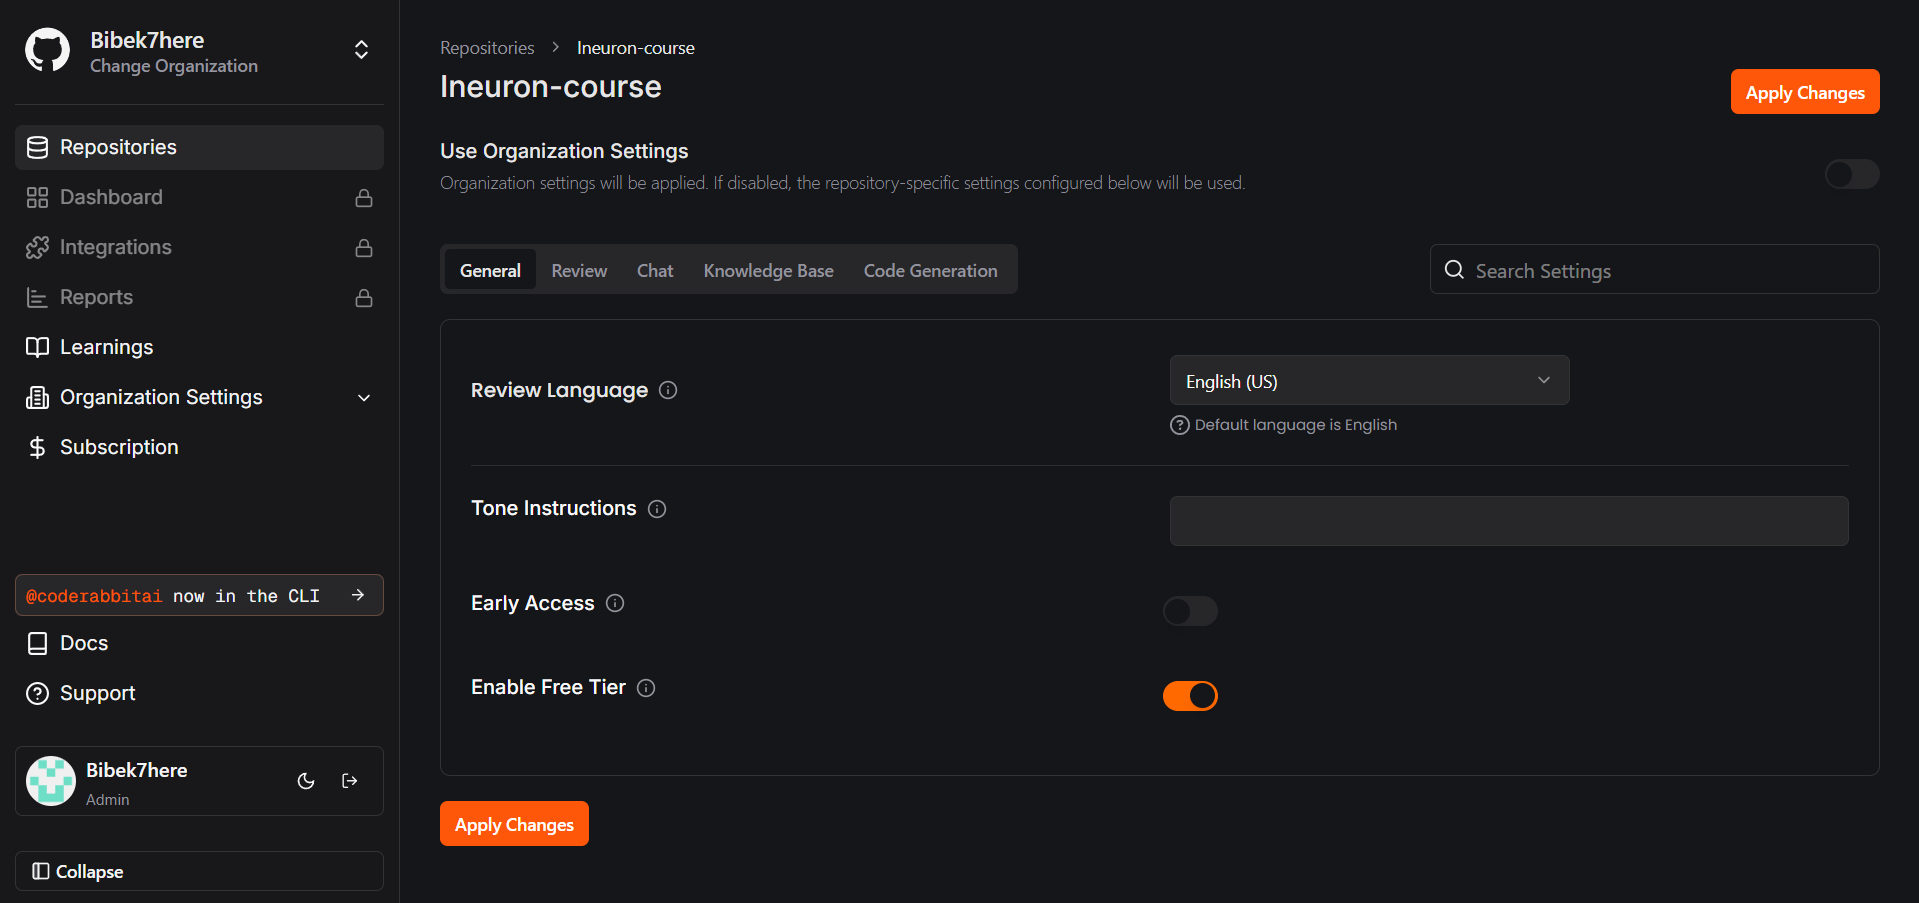 Bibek7here
Change Organization
Repositories
Dashboard
Integrations
Reports
Learnings
Organization Settings
Subscription
@coderabbitai now in the CLI
Docs
Support
Bibek7here
Admin
Collapse
Repositories > Ineuron-course
Ineuron-course
Apply Changes
Use Organization Settings
Organization settings will be applied. If disabled, the repository-specific settings configured below will be used.
General Review Chat Knowledge Base Code Generation
Search Settings
Review Language
English (US)
Default language is English
Tone Instructions
Early Access
Enable Free Tier
Apply Changes